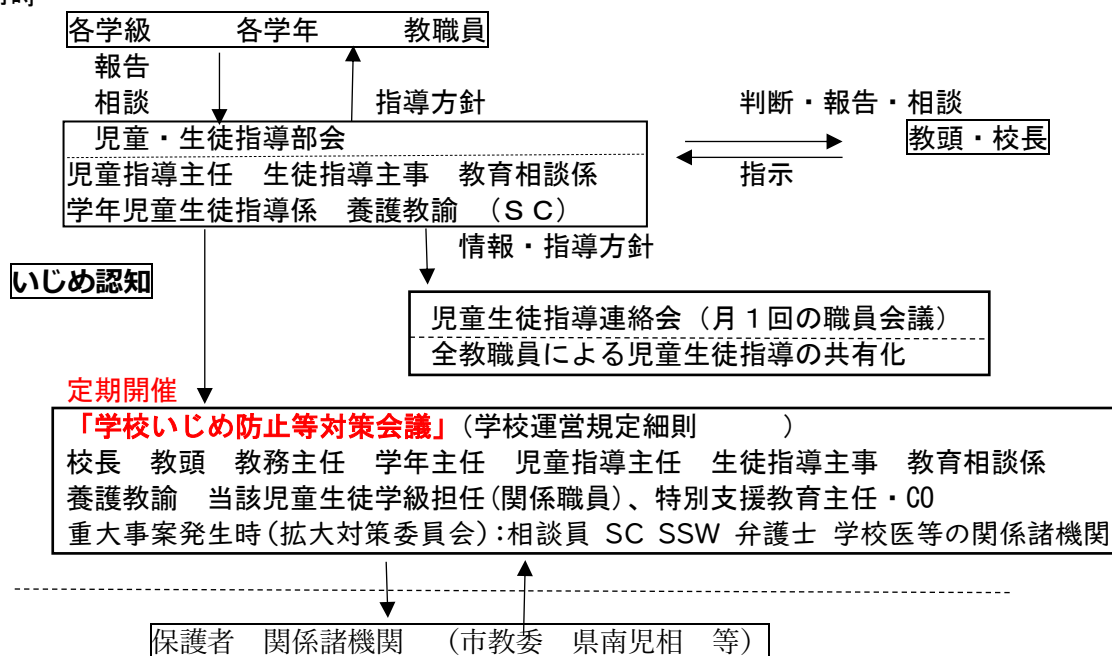 各学級　各学年　教職員
報告
相談　指導方針　判断・報告・相談
児童・生徒指導部会　教頭・校長
児童指導主任　生徒指導主事　教育相談係　指示
学年児童生徒指導係　養護教諭　（ＳＣ）
情報・指導方針
いじめ認知
児童生徒指導連絡会（月１回の職員会議）
全教職員による児童生徒指導の共有化
定期開催
「学校いじめ防止等対策会議」(学校運営規定細則　　　)
校長　教頭　教務主任　学年主任　児童指導主任　生徒指導主事　教育相談係
養護教諭　当該児童生徒学級担任(関係職員)、特別支援教育主任・CO
重大事案発生時(拡大対策委員会):相談員 SC SSW 弁護士 学校医等の関係諸機関
保護者　関係諸機関　（市教委　県南児相　等）